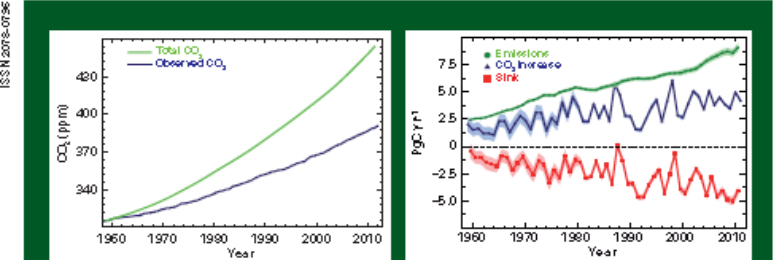 ISSN 2078-0796
Total CO2
Observed CO2
CO2 (ppm)
420
400
370
340
1960 1970 1980 1990 2000 2010
Year
Emissions
CO2 Increase
Sink
PgC yr-1
7.5
5.0
2.5
0
-2.5
-5.0
1960 1970 1980 1990 2000 2010
Year